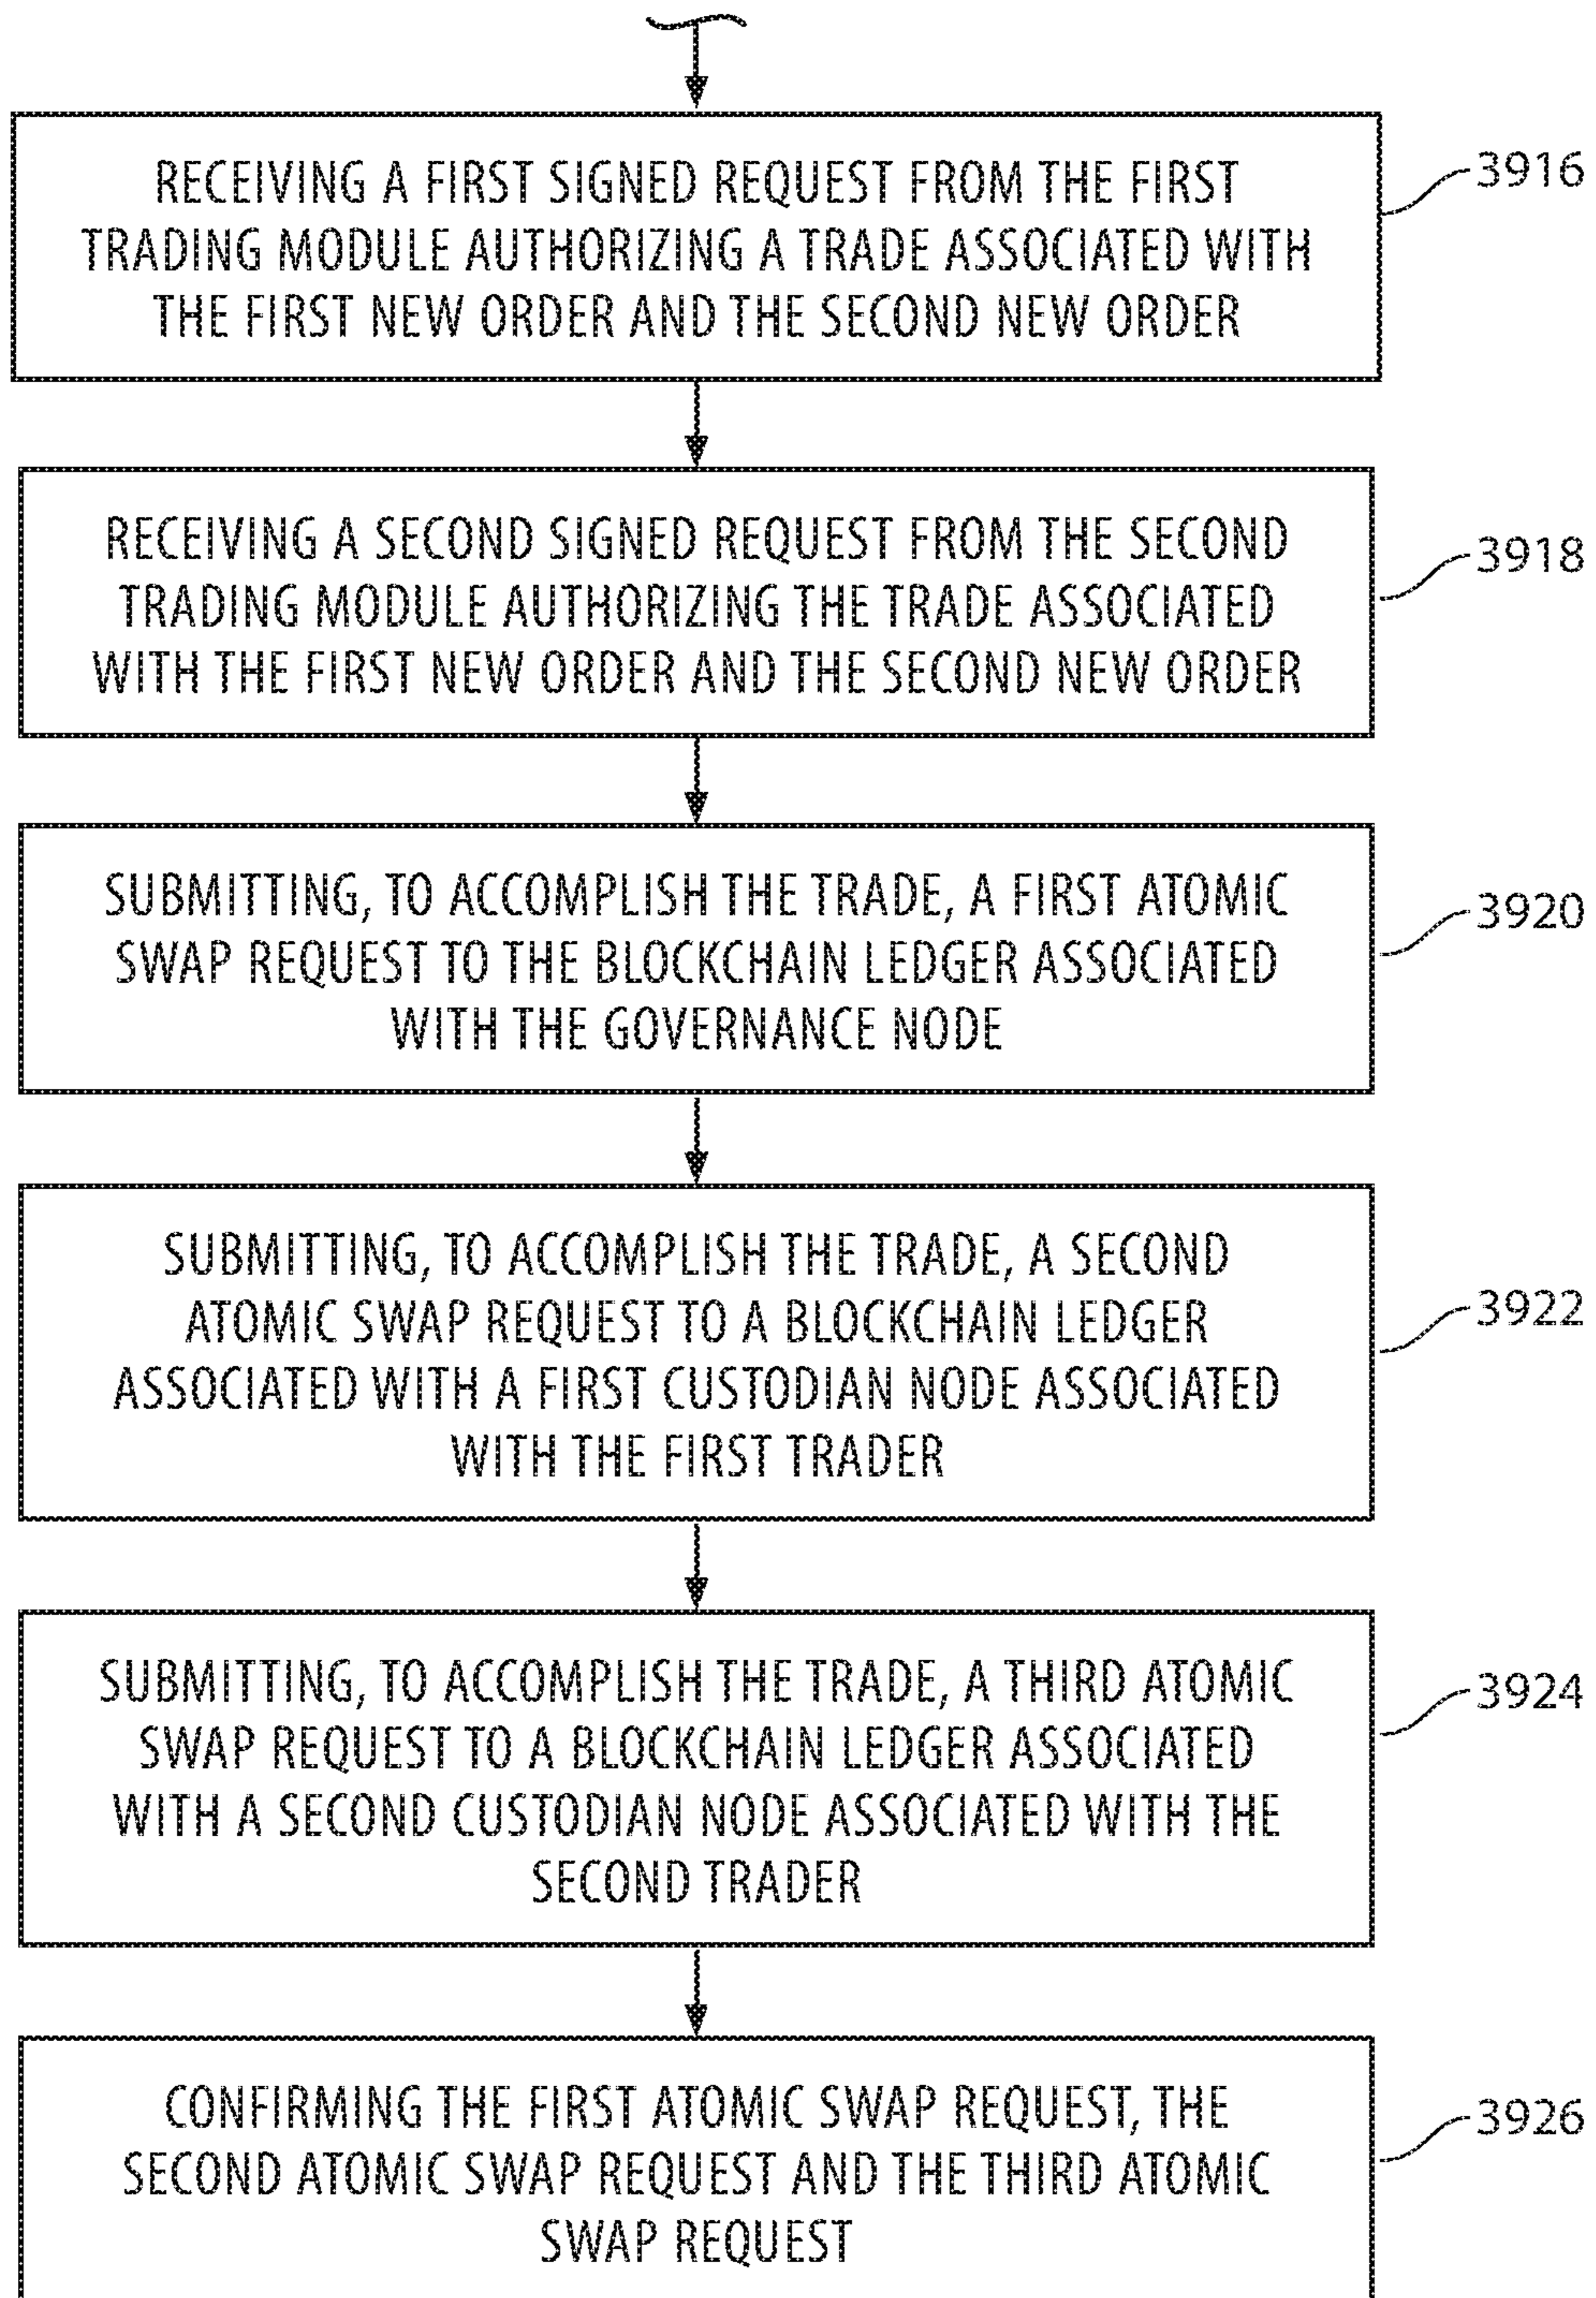 RECEIVING A FIRST SIGNED REQUEST FROM THE FIRST
TRADING MODULE AUTHORIZING A TRADE ASSOCIATED WITH
THE FIRST NEW ORDER AND THE SECOND NEW ORDER
3916
RECEIVING A SECOND SIGNED REQUEST FROM THE SECOND
TRADING MODULE AUTHORIZING THE TRADE ASSOCIATED
WITH THE FIRST NEW ORDER AND THE SECOND NEW ORDER
3918
SUBMITTING, TO ACCOMPLISH THE TRADE, A FIRST ATOMIC
SWAP REQUEST TO THE BLOCKCHAIN LEDGER ASSOCIATED
WITH THE GOVERNANCE NODE
3920
SUBMITTING, TO ACCOMPLISH THE TRADE, A SECOND
ATOMIC SWAP REQUEST TO A BLOCKCHAIN LEDGER
ASSOCIATED WITH A FIRST CUSTODIAN NODE ASSOCIATED
WITH THE FIRST TRADER
3922
SUBMITTING, TO ACCOMPLISH THE TRADE, A THIRD ATOMIC
SWAP REQUEST TO A BLOCKCHAIN LEDGER ASSOCIATED
WITH A SECOND CUSTODIAN NODE ASSOCIATED WITH THE
SECOND TRADER
3924
CONFIRMING THE FIRST ATOMIC SWAP REQUEST, THE
SECOND ATOMIC SWAP REQUEST AND THE THIRD ATOMIC
SWAP REQUEST
3926